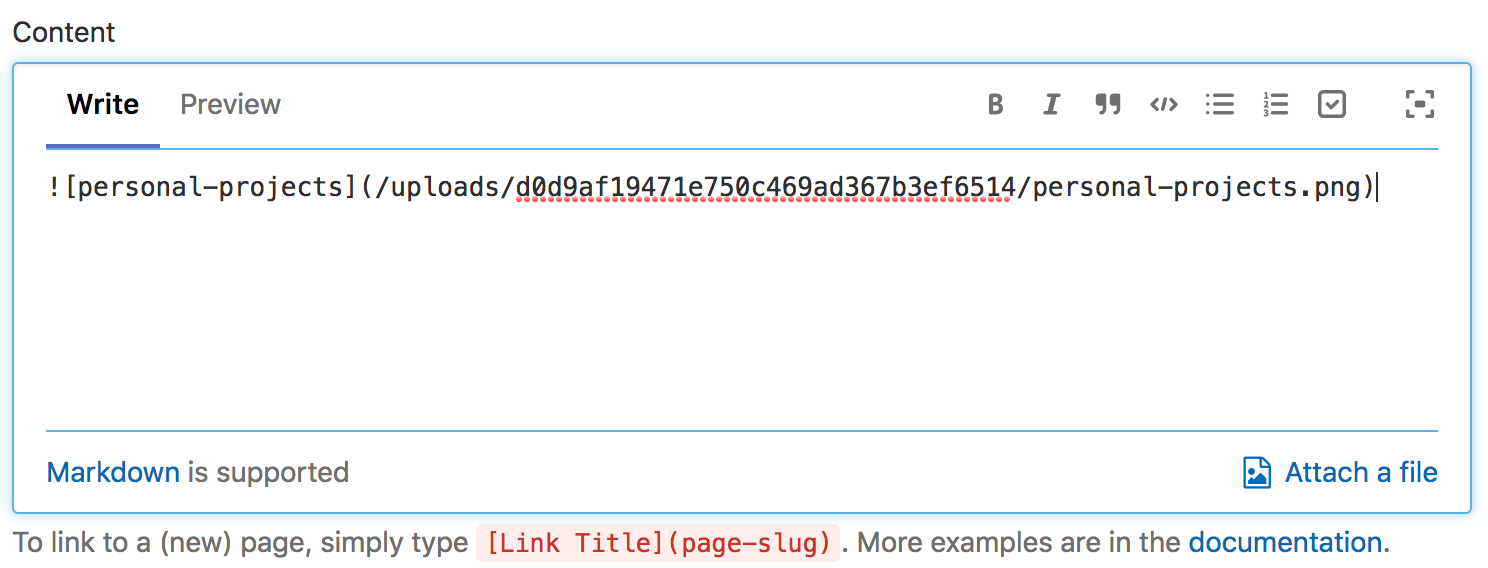 Content
Write Preview
![personal-projects](/uploads/d0d9af19471e750c469ad367b3ef6514/personal-projects.png)
Markdown is supported Attach a file
To link to a (new) page, simply type [Link Title](page-slug) . More examples are in the documentation.